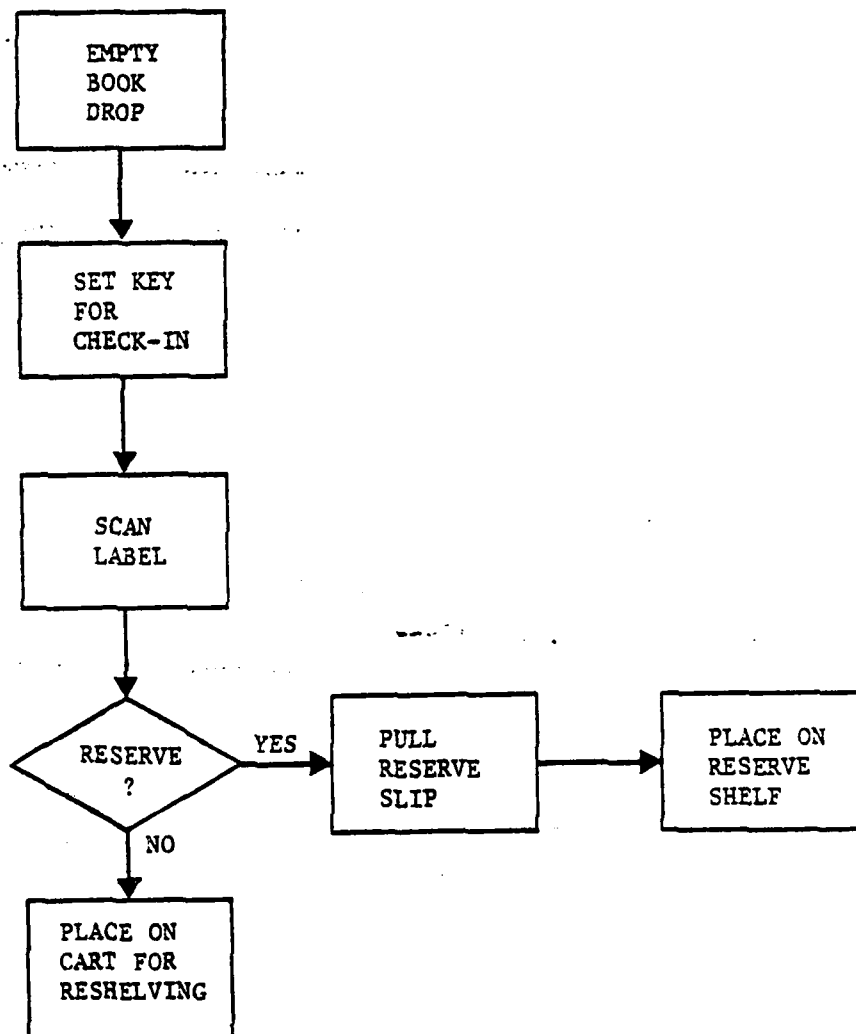 EMPTY
BOOK
DROP
SET KEY
FOR
CHECK-IN
SCAN
LABEL
RESERVE
?
YES
PULL
RESERVE
SLIP
PLACE ON
RESERVE
SHELF
NO
PLACE ON
CART FOR
RESHELVING